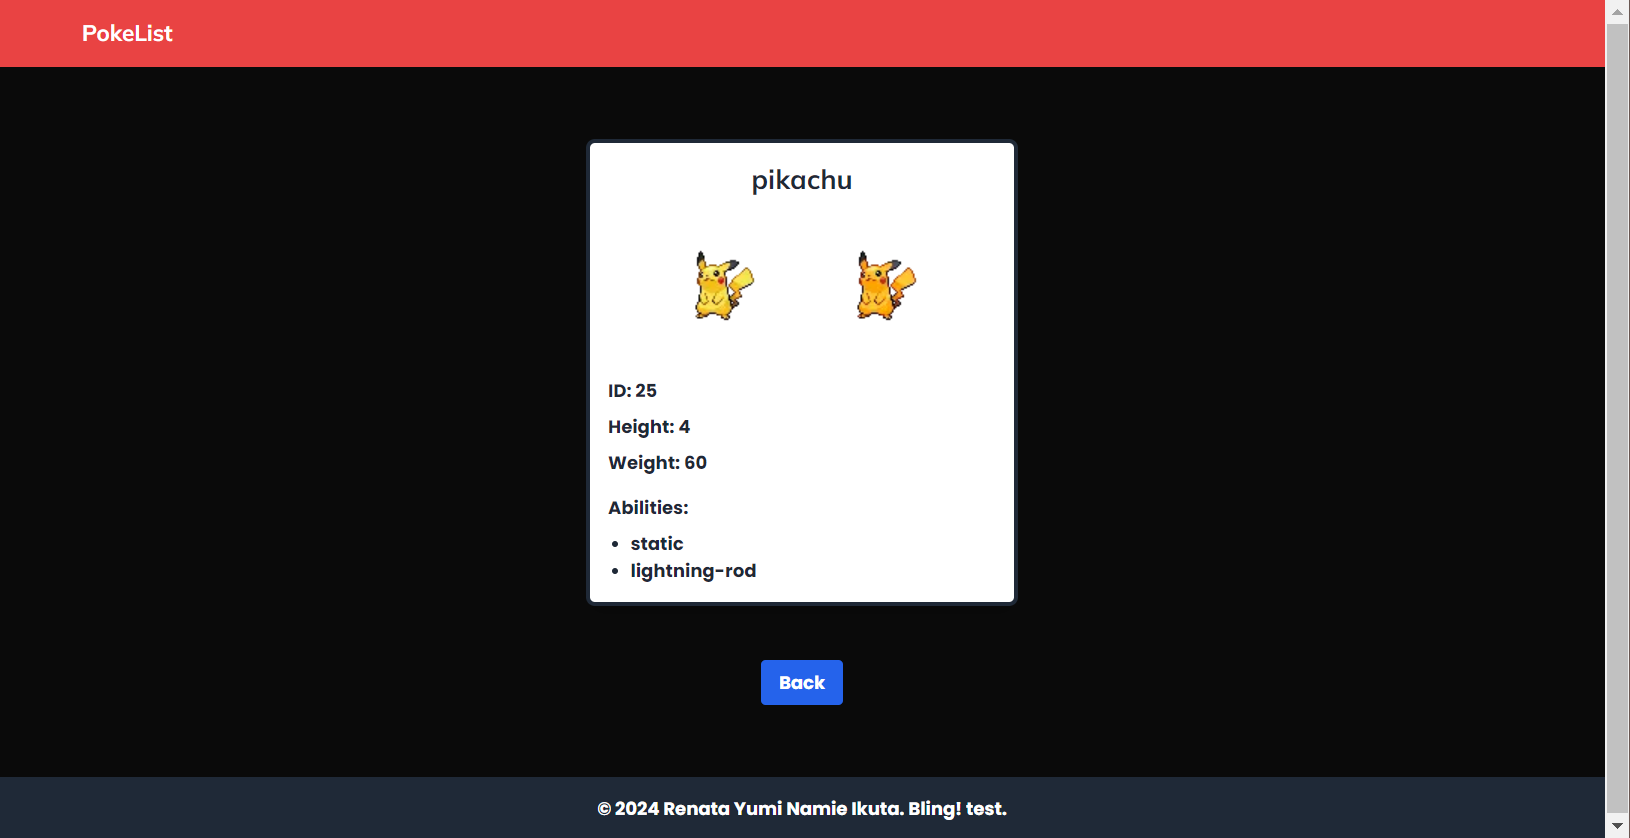 PokeList
pikachu
ID: 25
Height: 4
Weight: 60
Abilities:
• static
• lightning-rod
Back
© 2024 Renata Yumi Namie Ikuta. Bling! test.